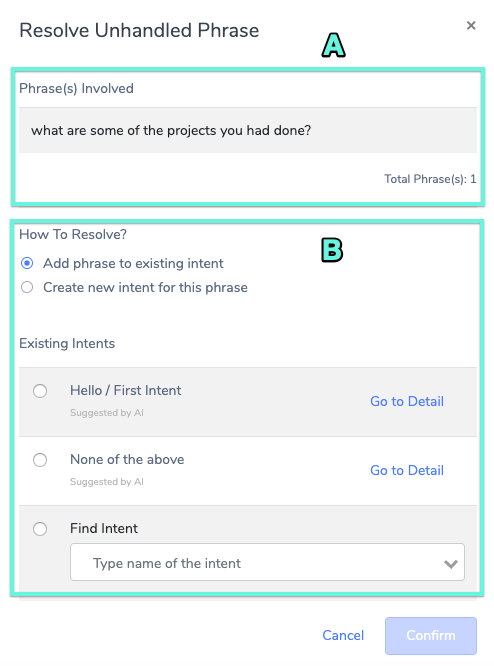 Resolve Unhandled Phrase
×
A
Phrase(s) Involved
what are some of the projects you had done?
Total Phrase(s): 1
How To Resolve?
B
Add phrase to existing intent
Create new intent for this phrase
Existing Intents
Hello / First Intent
Suggested by AI
Go to Detail
None of the above
Suggested by AI
Go to Detail
Find Intent
Type name of the intent
Cancel
Confirm